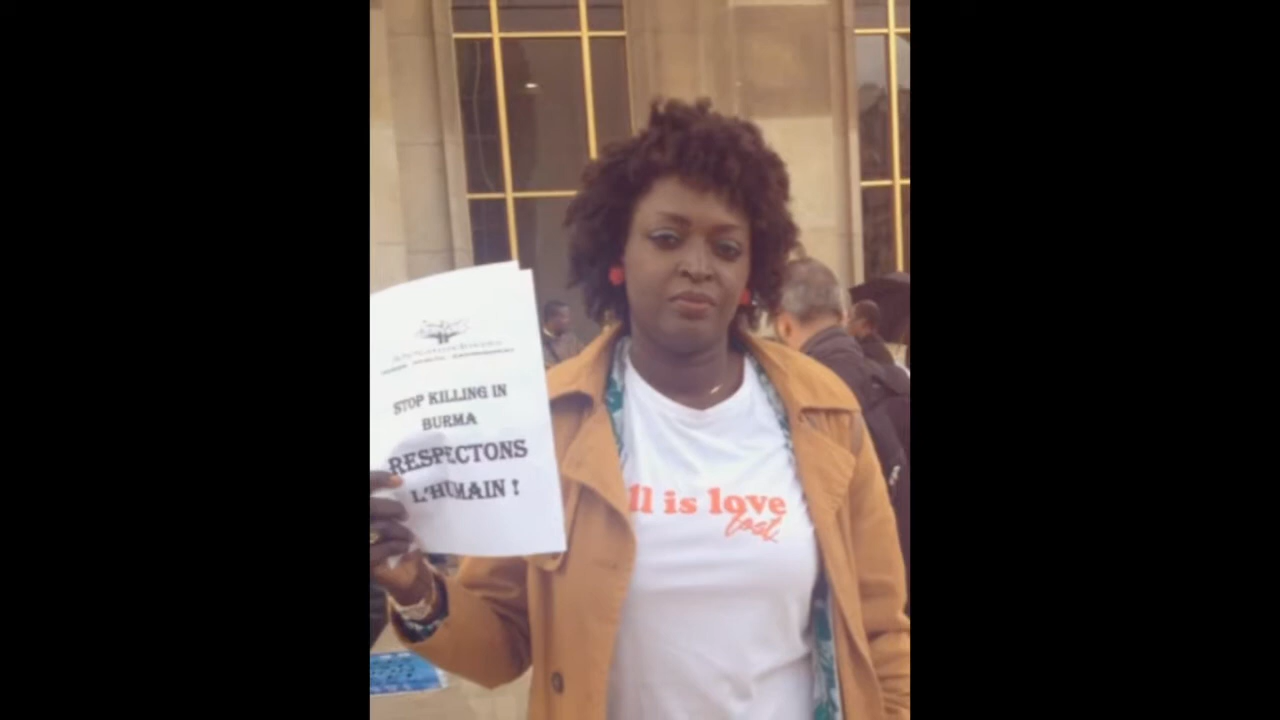 STOP KILLING IN
BURMA
RESPECTONS
L'HUMAIN !
ll is love
lost